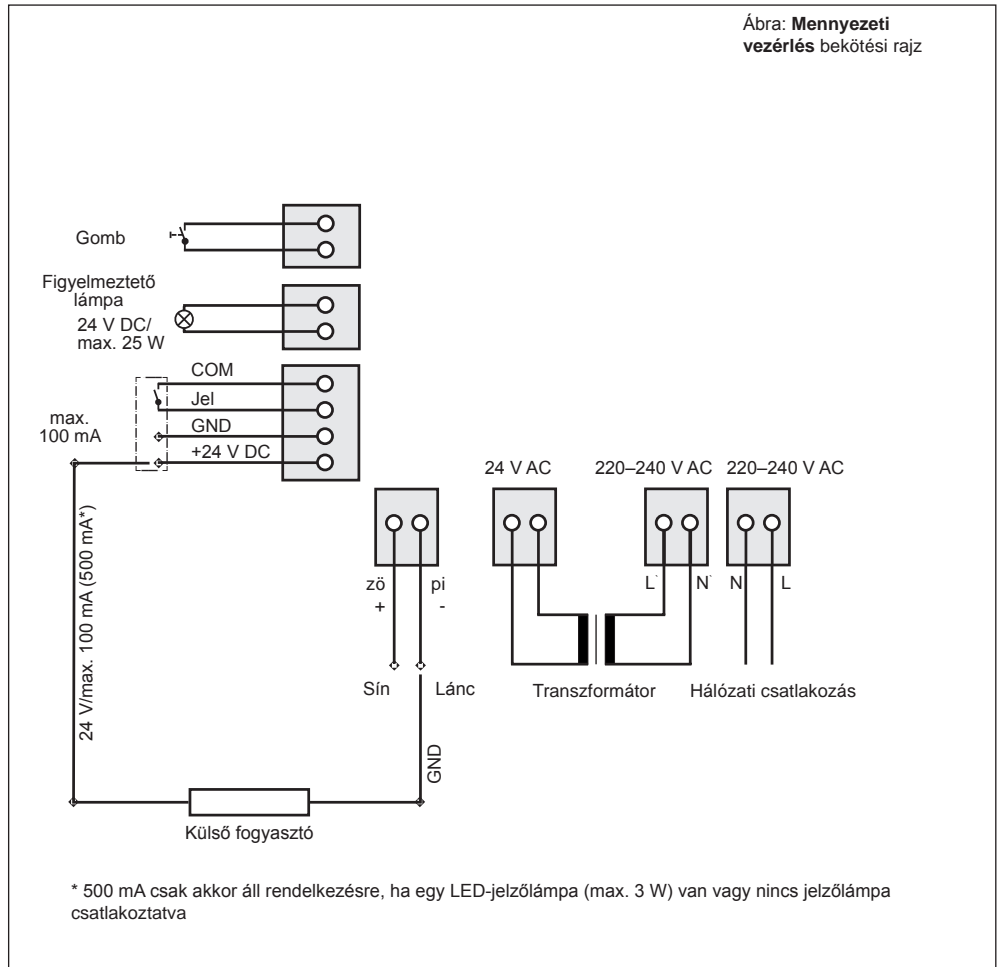 Ábra: Mennyezeti
vezérlés bekötési rajz
Gomb
Figyelmeztető
lámpa
24 V DC/
max. 25 W
COM
Jel
GND
+24 V DC
max.
100 mA
24 V/max. 100 mA (500 mA*)
24 V AC
220–240 V AC
220–240 V AC
zö
+
pi
-
L`
N`
N
L
Sín
Lánc
Transzformátor
Hálózati csatlakozás
GND
Külső fogyasztó
* 500 mA csak akkor áll rendelkezésre, ha egy LED-jelzőlámpa (max. 3 W) van vagy nincs jelzőlámpa
csatlakoztatva